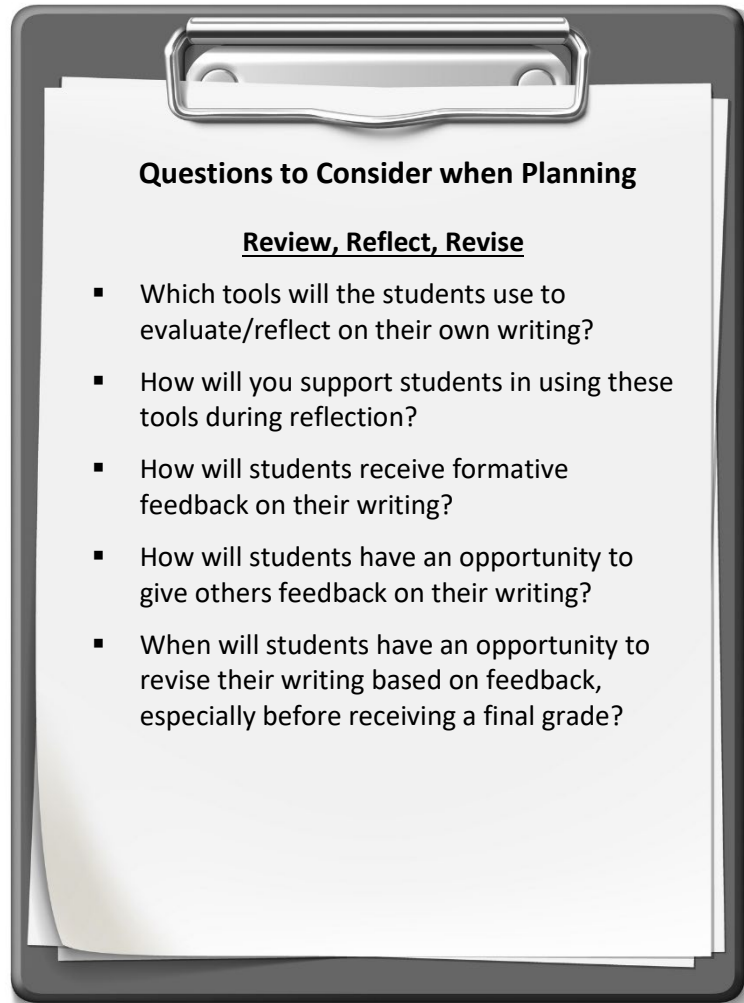 Questions to Consider when Planning
Review, Reflect, Revise
▪ Which tools will the students use to
evaluate/reflect on their own writing?
▪ How will you support students in using these
tools during reflection?
▪ How will students receive formative
feedback on their writing?
▪ How will students have an opportunity to
give others feedback on their writing?
▪ When will students have an opportunity to
revise their writing based on feedback,
especially before receiving a final grade?